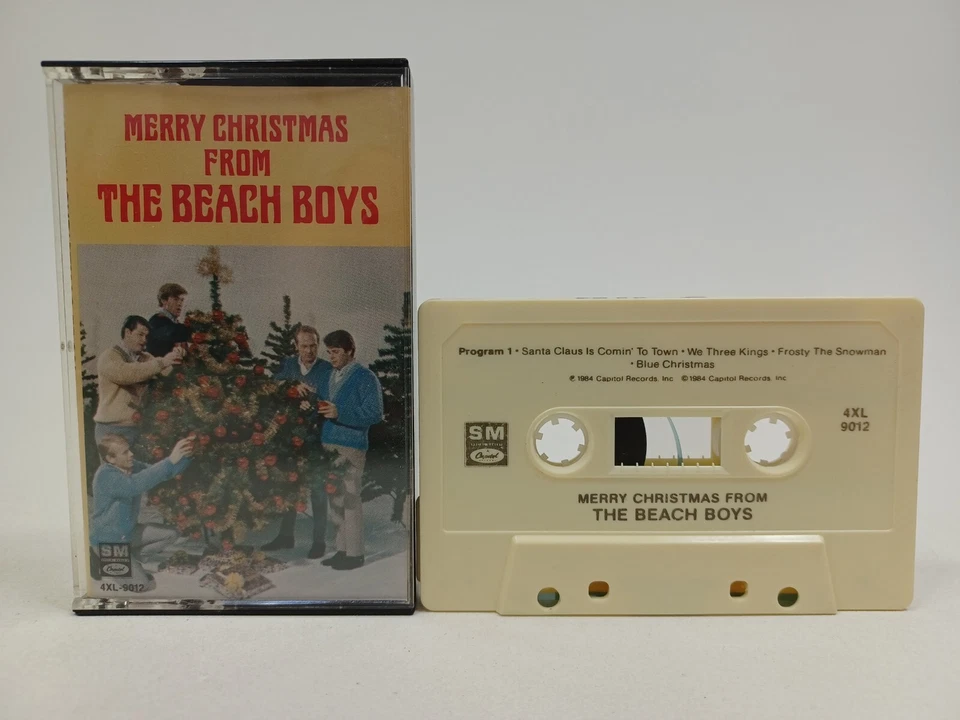 MERRY CHRISTMAS
FROM
THE BEACH BOYS
SM
Capitol
4XL-9012
Program 1 • Santa Claus Is Comin' To Town • We Three Kings • Frosty The Snowman
• Blue Christmas
℗ 1984 Capitol Records, Inc ©1984 Capitol Records, Inc
SM
Capitol
4XL
9012
MERRY CHRISTMAS FROM
THE BEACH BOYS